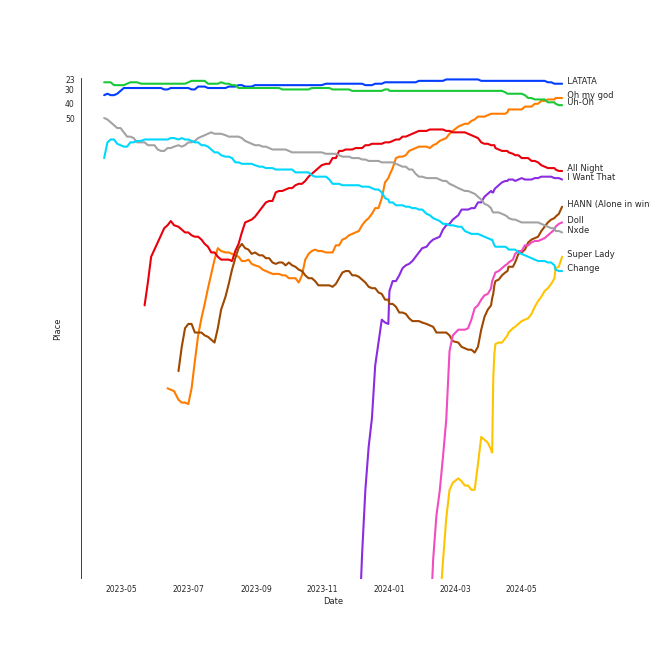 23
30
40
50
Place
LATATA
Oh my god
Uh-Oh
All Night
I Want That
HANN (Alone in win
Doll
Nxde
Super Lady
Change
2023-05
2023-07
2023-09
2023-11
2024-01
2024-03
2024-05
Date